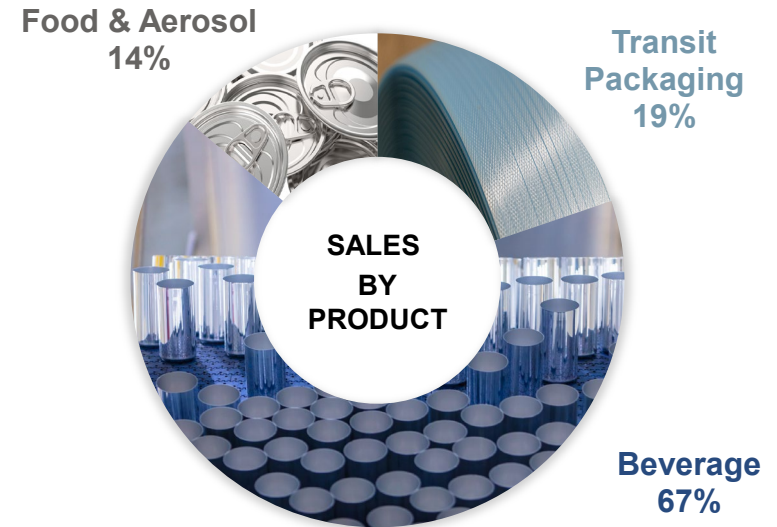 Food & Aerosol
14%
Transit
Packaging
19%
SALES
BY
PRODUCT
Beverage
67%